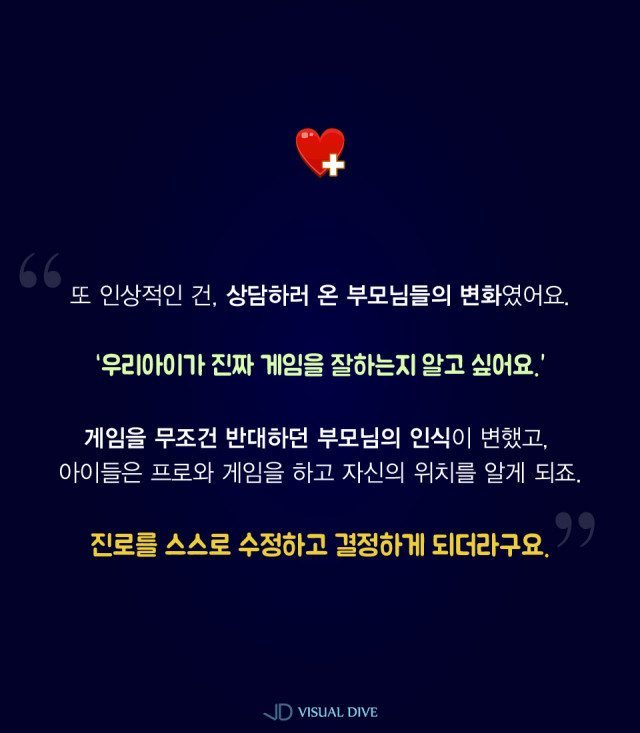 “
또 인상적인 건, 상담하러 온 부모님들의 변화였어요.
‘우리아이가 진짜 게임을 잘하는지 알고 싶어요.’
게임을 무조건 반대하던 부모님의 인식이 변했고,
아이들은 프로와 게임을 하고 자신의 위치를 알게 되죠.
진로를 스스로 수정하고 결정하게 되더라구요.
”
VD VISUAL DIVE